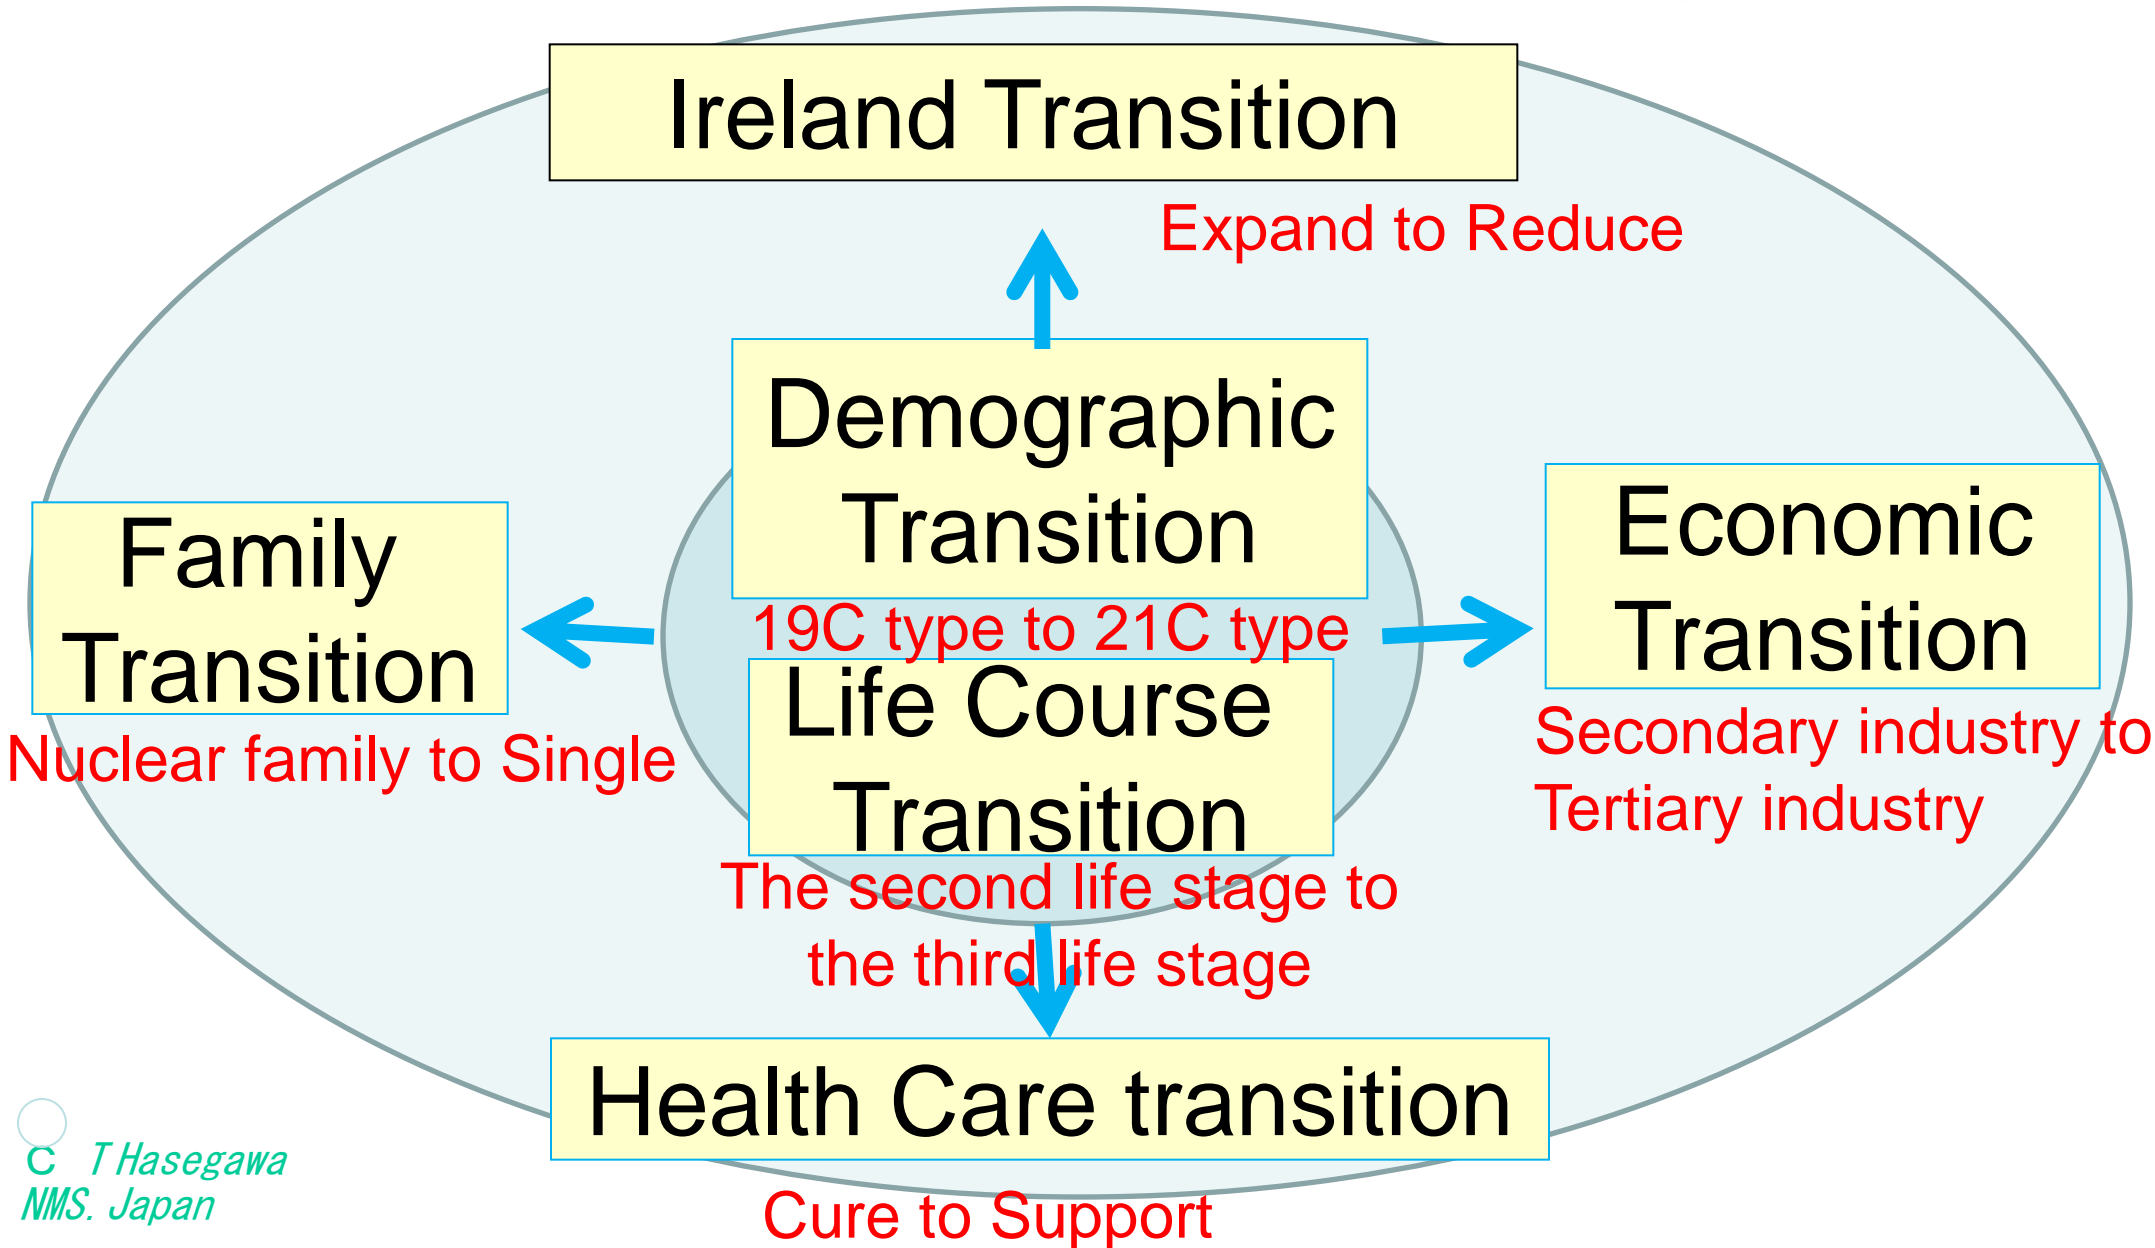 Ireland Transition
Expand to Reduce
Demographic
Transition
19C type to 21C type
Family
Transition
Nuclear family to Single
Economic
Transition
Secondary industry to
Tertiary industry
Life Course
Transition
The second life stage to
the third life stage
Health Care transition
Cure to Support
C T Hasegawa
NMS. Japan